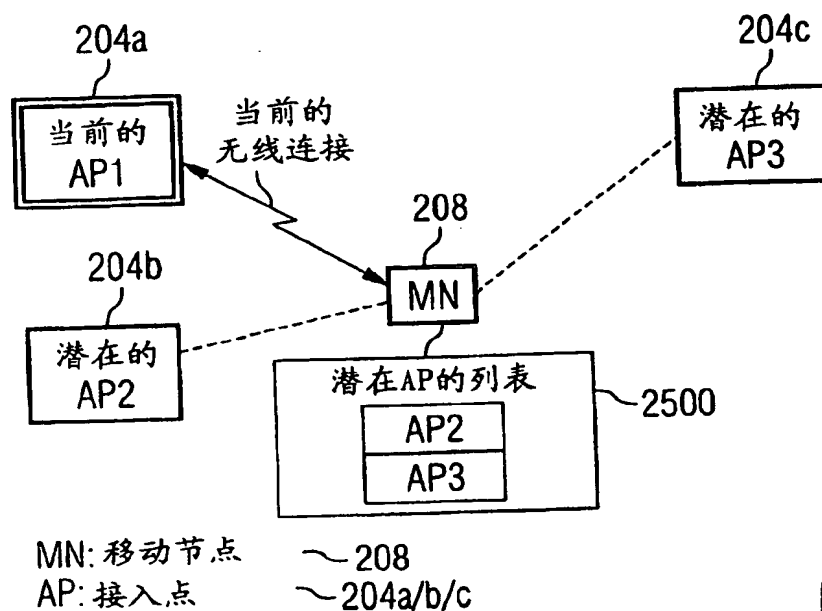 204a
当前的
AP1
当前的
无线连接
204c
潜在的
AP3
208
MN
204b
潜在的
AP2
潜在AP的列表
AP2
AP3
2500
MN: 移动节点 208
AP: 接入点 204a/b/c